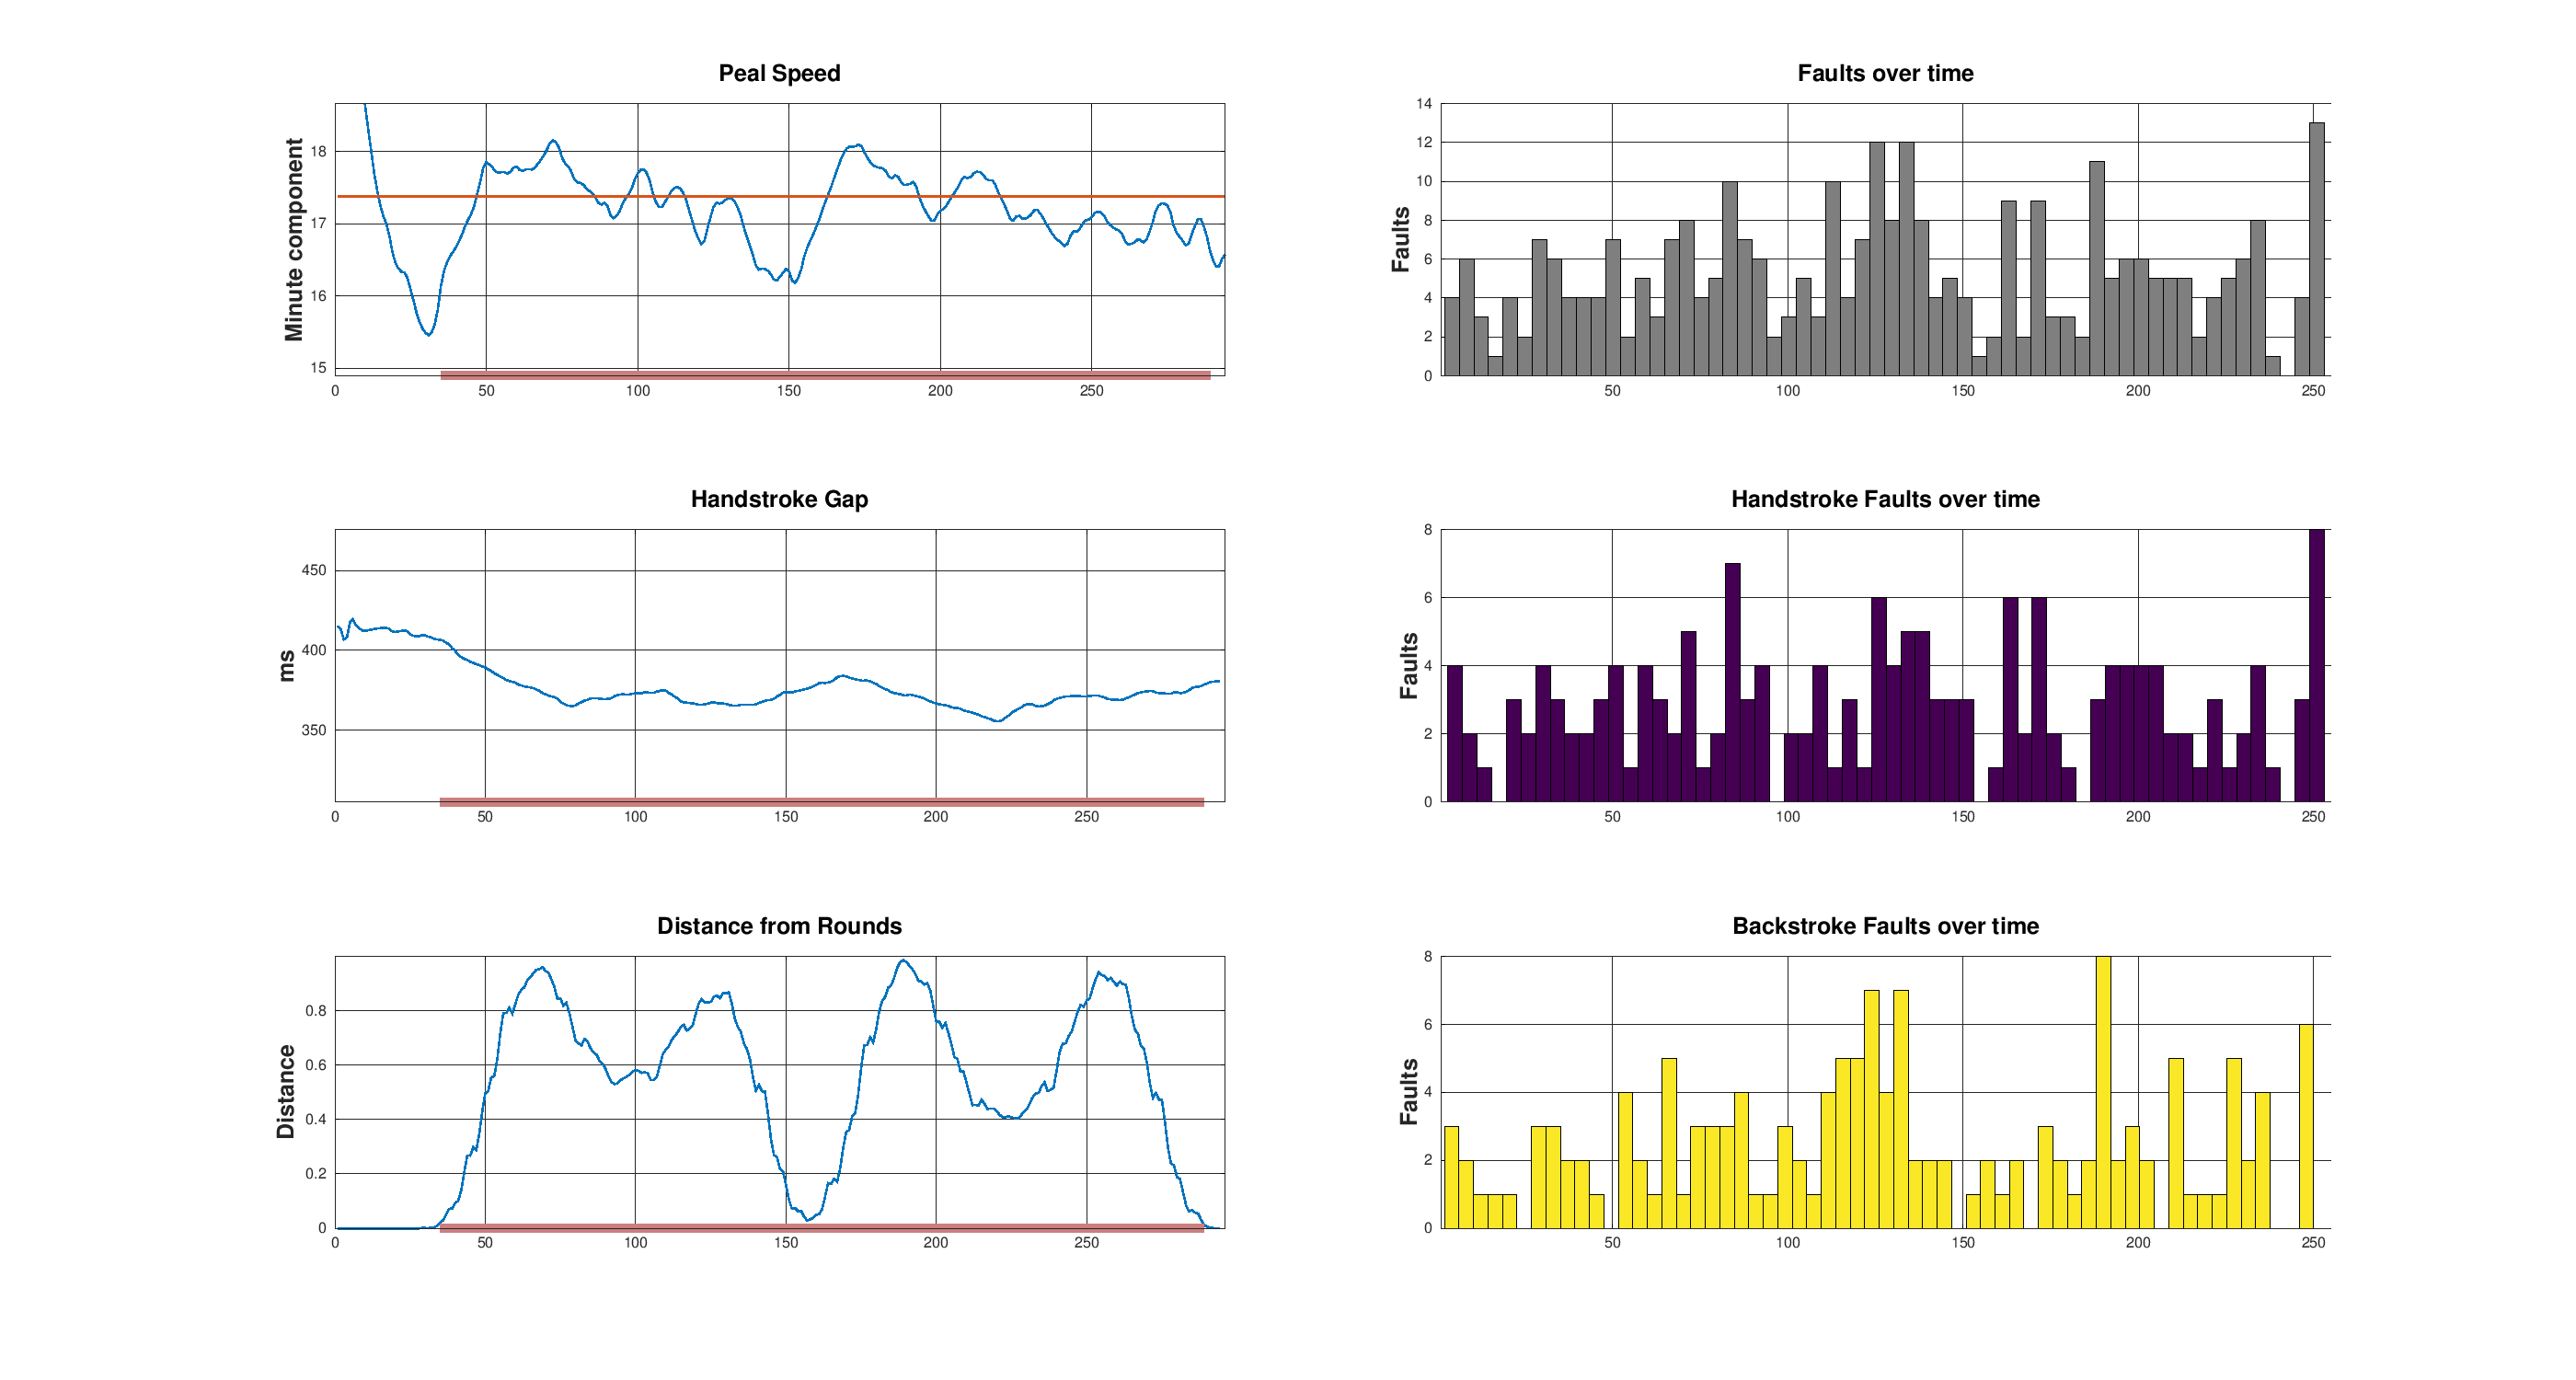 Peal Speed
Minute component
18
17
16
15
0 50 100 150 200 250
Faults over time
Faults
14
12
10
8
6
4
2
0
50 100 150 200 250
Handstroke Gap
ms
450
400
350
0 50 100 150 200 250
Handstroke Faults over time
Faults
8
6
4
2
0
50 100 150 200 250
Distance from Rounds
Distance
0.8
0.6
0.4
0.2
0
0 50 100 150 200 250
Backstroke Faults over time
Faults
8
6
4
2
0
50 100 150 200 250